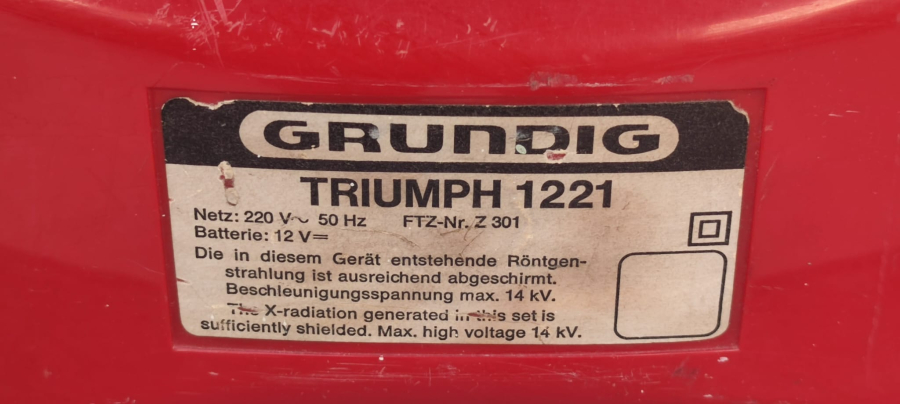 GRUNDIG
TRIUMPH 1221
Netz: 220 V~ 50 Hz FTZ-Nr. Z 301
Batterie: 12 V⎓
Die in diesem Gerät entstehende Röntgen-
strahlung ist ausreichend abgeschirmt.
Beschleunigungsspannung max. 14 kV.
The X-radiation generated in this set is
sufficiently shielded. Max. high voltage 14 kV.